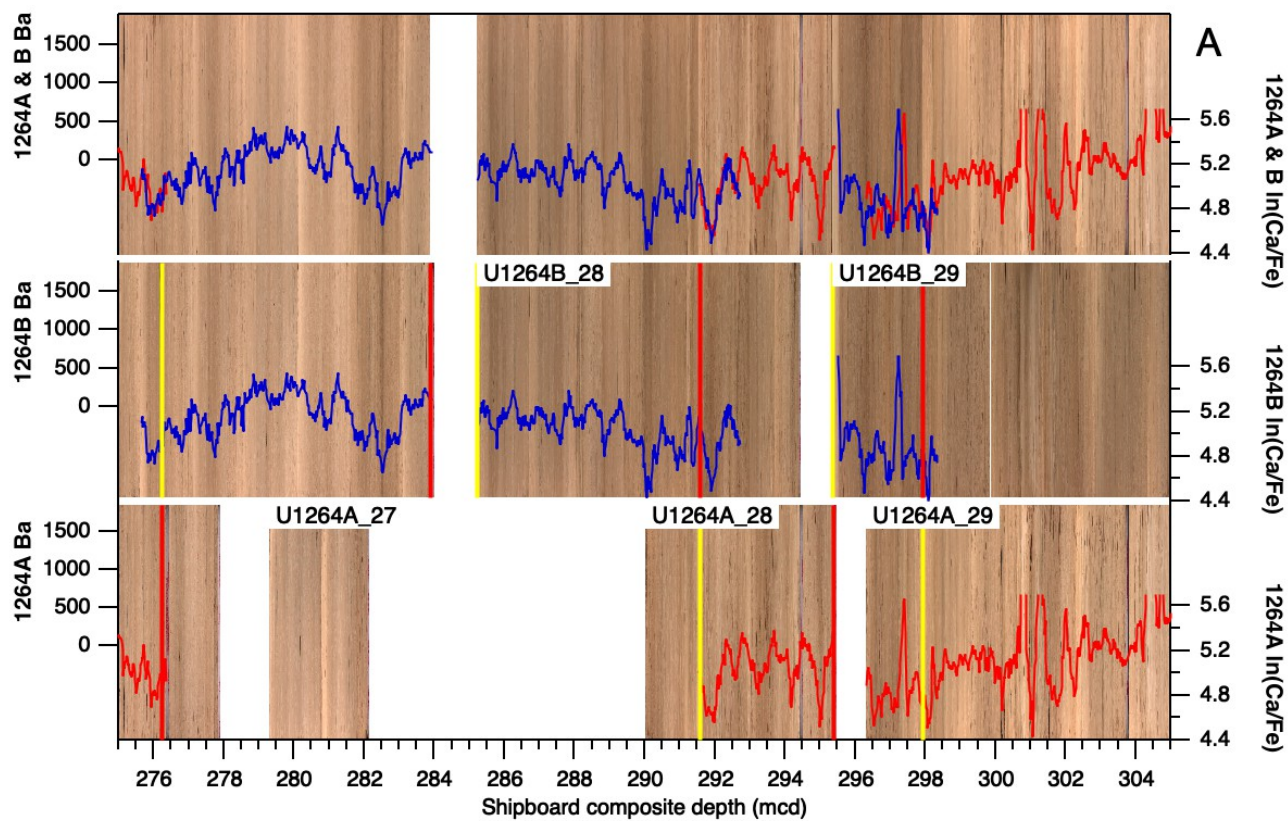 A
1264A & B Ba
1500
1000
500
0
1264A & B ln(Ca/Fe)
5.6
5.2
4.8
4.4
U1264B_28
U1264B_29
1264B Ba
1500
1000
500
0
1264B ln(Ca/Fe)
5.6
5.2
4.8
4.4
U1264A_27
U1264A_28
U1264A_29
1264A Ba
1500
1000
500
0
1264A ln(Ca/Fe)
5.6
5.2
4.8
4.4
276 278 280 282 284 286 288 290 292 294 296 298 300 302 304
Shipboard composite depth (mcd)